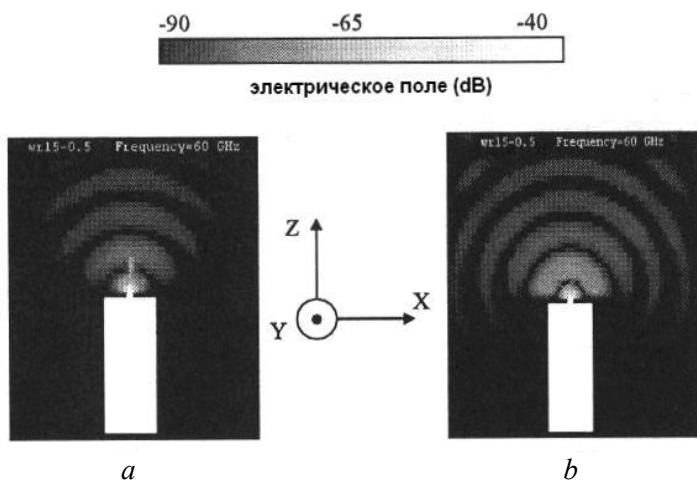 -90 -65 -40
электрическое поле (dB)
wr15-0.5 Frequency=60 GHz
wr15-0.5 Frequency=60 GHz
Z
X
Y
a
b